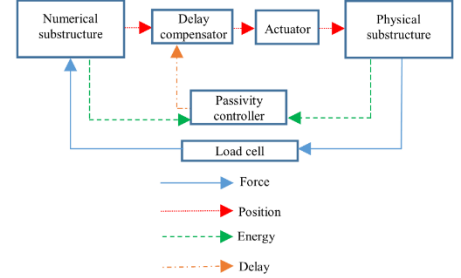 Numerical
substructure
Delay
compensator
Actuator
Physical
substructure
Passivity
controller
Load cell
Force
Position
Energy
Delay